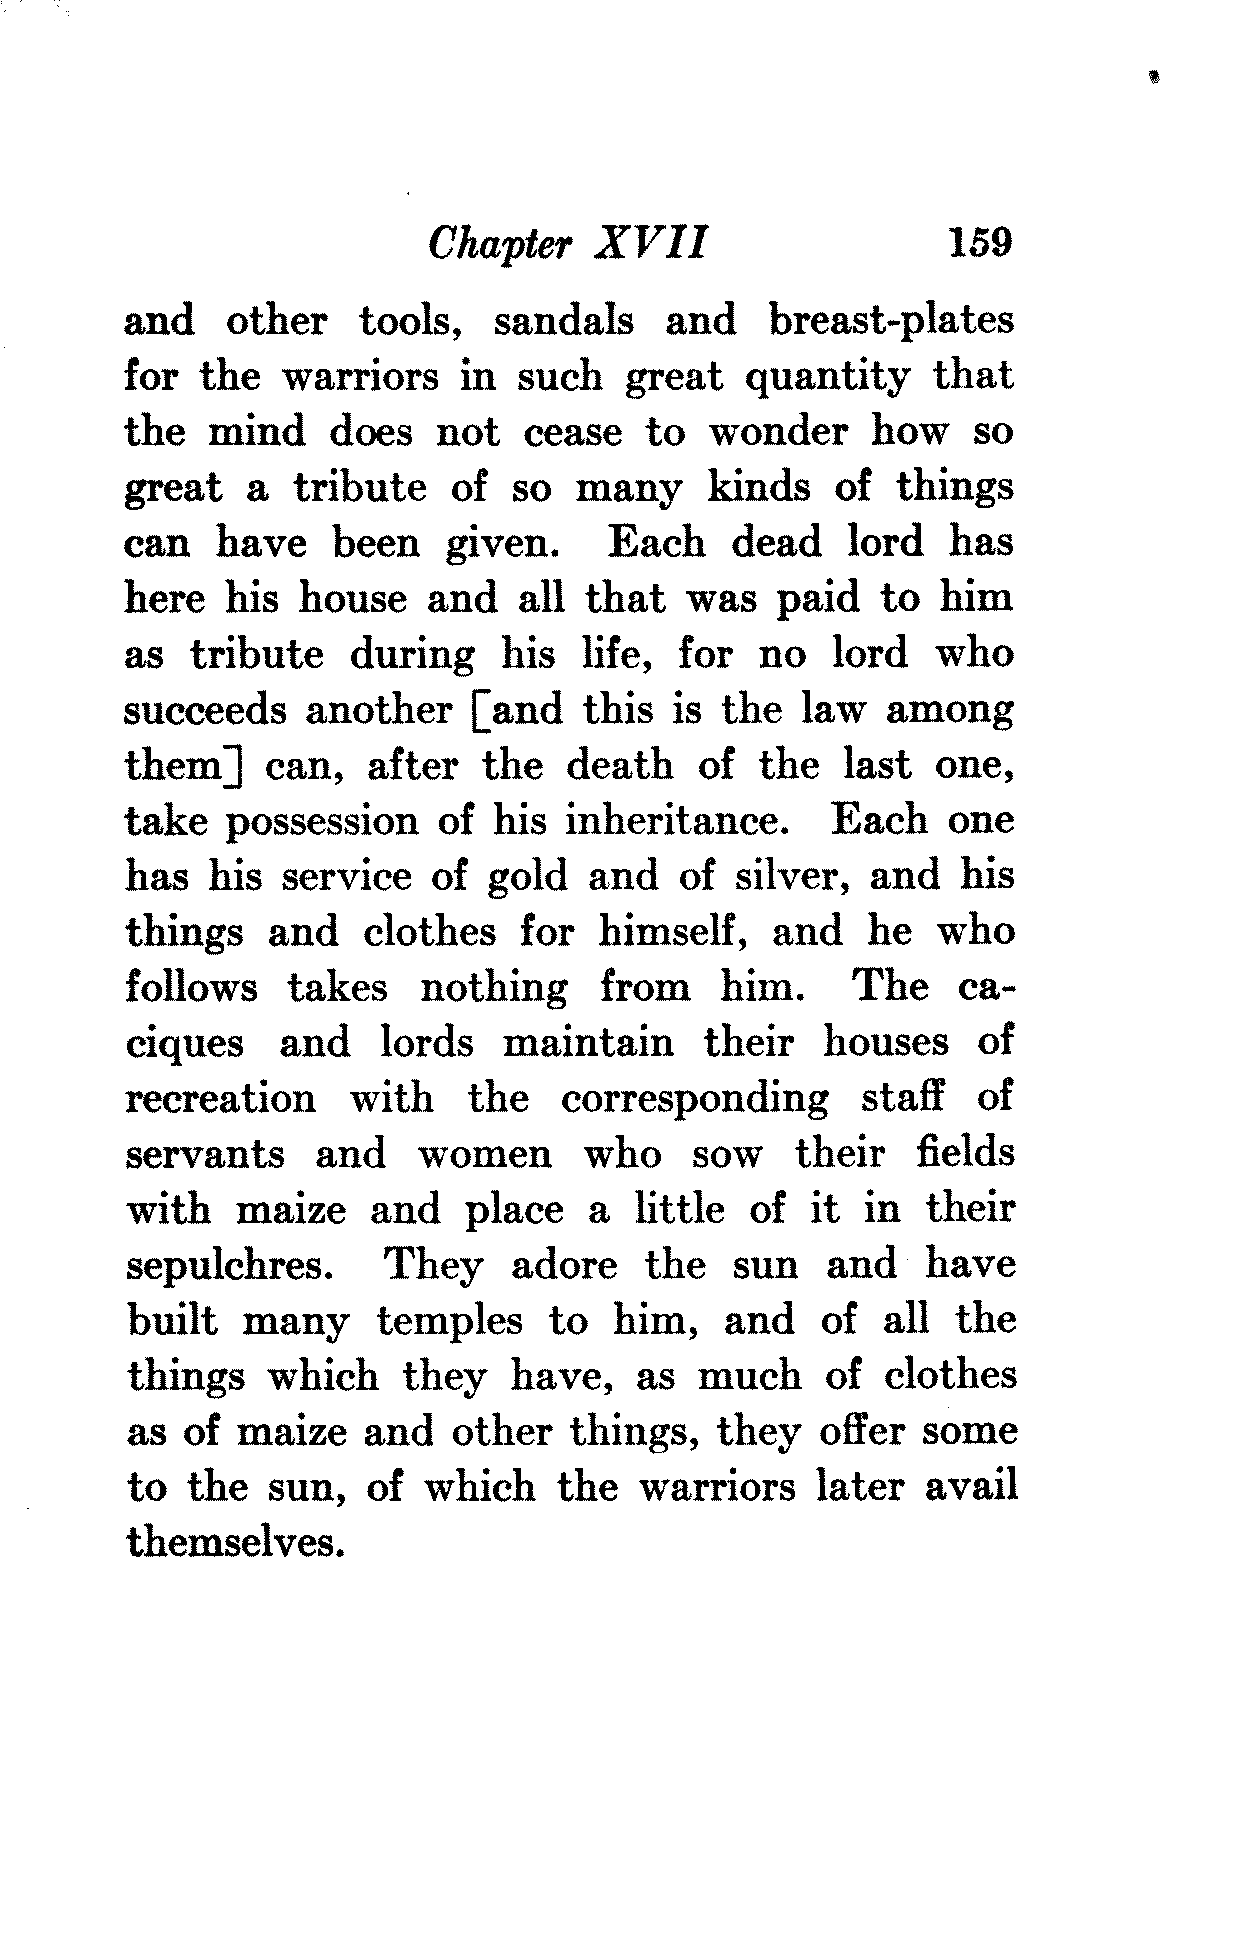 Chapter XVII 159
and other tools, sandals and breast-plates
for the warriors in such great quantity that
the mind does not cease to wonder how so
great a tribute of so many kinds of things
can have been given. Each dead lord has
here his house and all that was paid to him
as tribute during his life, for no lord who
succeeds another [and this is the law among
them] can, after the death of the last one,
take possession of his inheritance. Each one
has his service of gold and of silver, and his
things and clothes for himself, and he who
follows takes nothing from him. The ca-
ciques and lords maintain their houses of
recreation with the corresponding staff of
servants and women who sow their fields
with maize and place a little of it in their
sepulchres. They adore the sun and have
built many temples to him, and of all the
things which they have, as much of clothes
as of maize and other things, they offer some
to the sun, of which the warriors later avail
themselves.